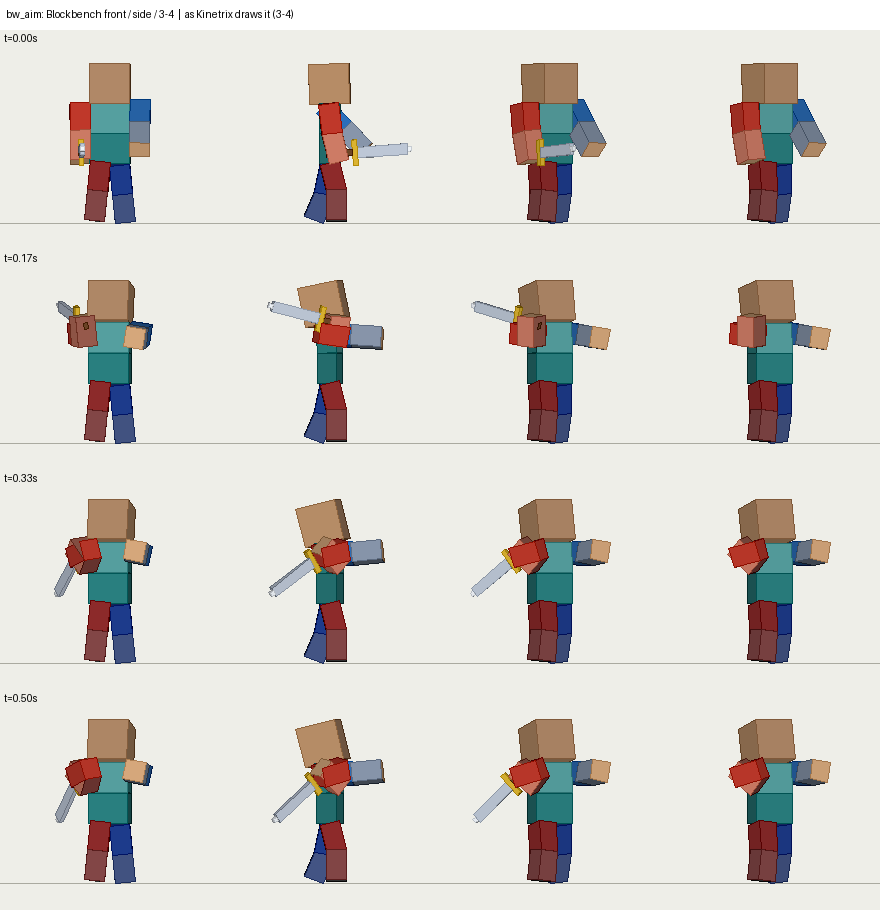 bw_aim: Blockbench front / side / 3-4 | as Kinetrix draws it (3-4)
t=0.00s
t=0.17s
t=0.33s
t=0.50s